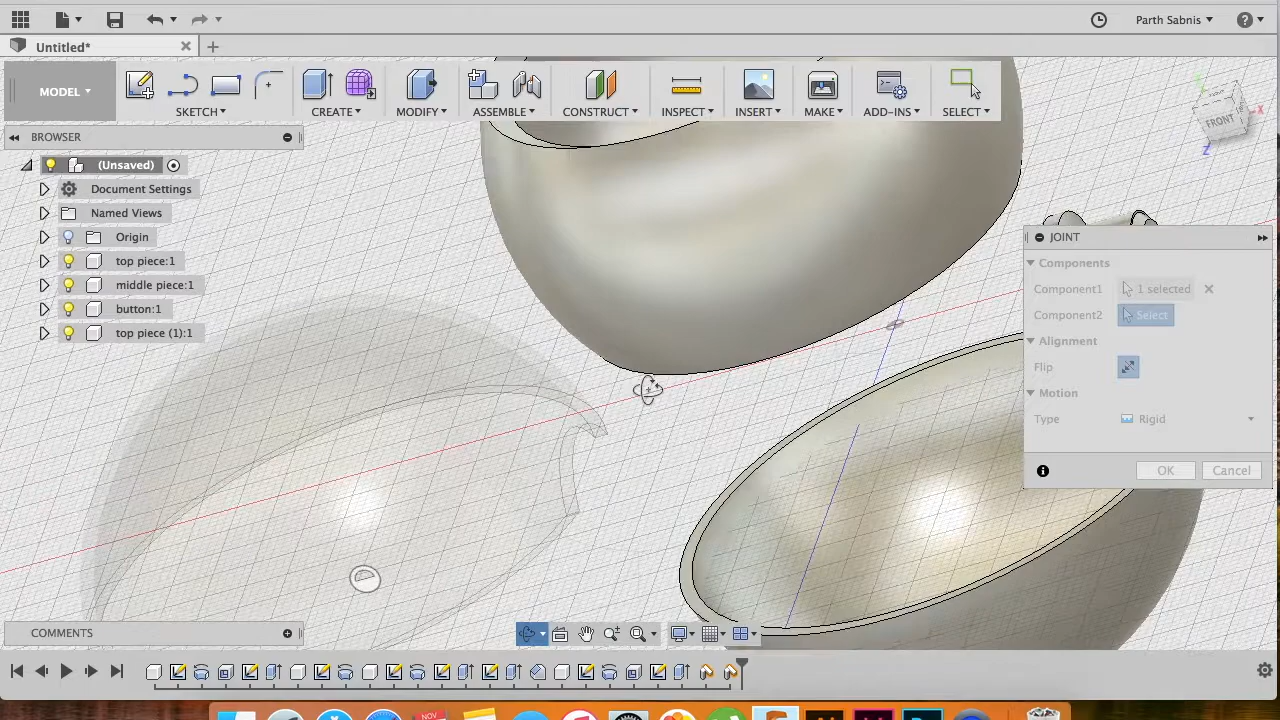 Parth Sabnis
Untitled*
MODEL
SKETCH
CREATE
MODIFY
ASSEMBLE
CONSTRUCT
INSPECT
INSERT
MAKE
ADD-INS
SELECT
FRONT
X
Z
BROWSER
(Unsaved)
Document Settings
Named Views
Origin
top piece:1
middle piece:1
button:1
top piece (1):1
JOINT
Components
Component1
1 selected
Component2
Select
Alignment
Flip
Motion
Type
Rigid
OK
Cancel
COMMENTS
NOV